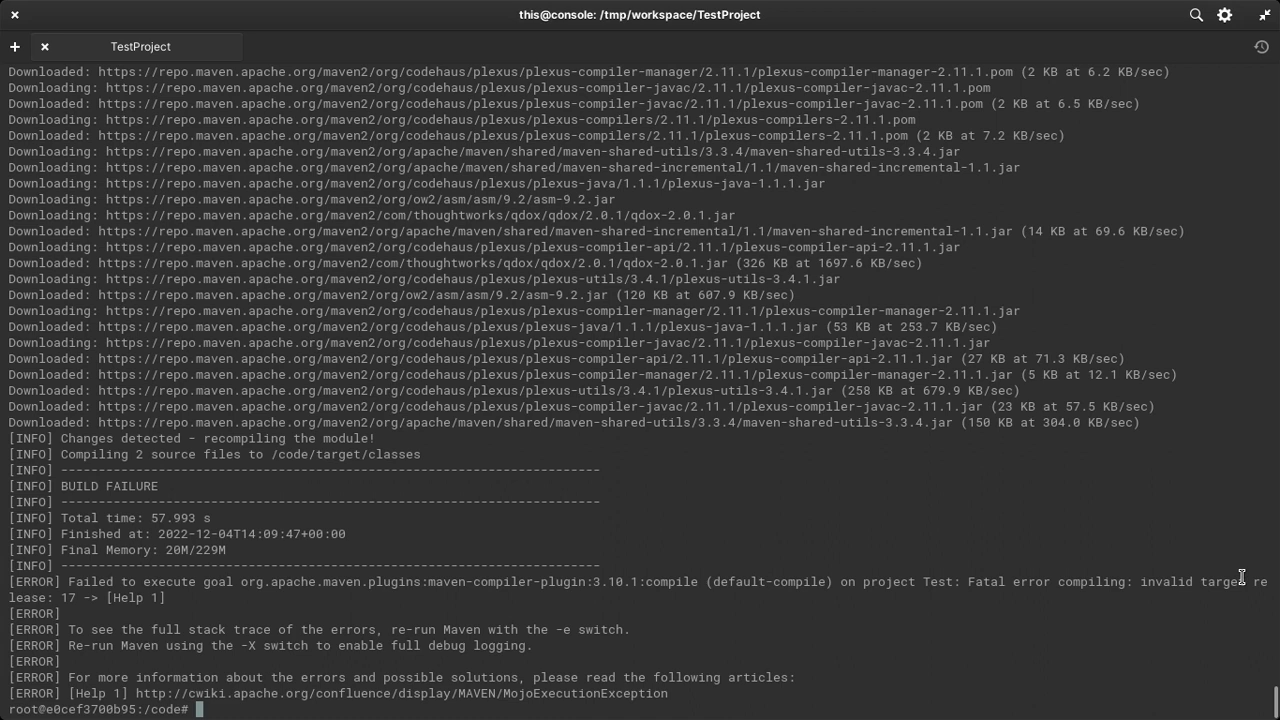 this@console: /tmp/workspace/TestProject
TestProject
Downloaded: https://repo.maven.apache.org/maven2/org/codehaus/plexus/plexus-compiler-manager/2.11.1/plexus-compiler-manager-2.11.1.pom (2 KB at 6.2 KB/sec)
Downloading: https://repo.maven.apache.org/maven2/org/codehaus/plexus/plexus-compiler-javac/2.11.1/plexus-compiler-javac-2.11.1.pom
Downloaded: https://repo.maven.apache.org/maven2/org/codehaus/plexus/plexus-compiler-javac/2.11.1/plexus-compiler-javac-2.11.1.pom (2 KB at 6.5 KB/sec)
Downloading: https://repo.maven.apache.org/maven2/org/codehaus/plexus/plexus-compilers/2.11.1/plexus-compilers-2.11.1.pom
Downloaded: https://repo.maven.apache.org/maven2/org/codehaus/plexus/plexus-compilers/2.11.1/plexus-compilers-2.11.1.pom (2 KB at 7.2 KB/sec)
Downloading: https://repo.maven.apache.org/maven2/org/apache/maven/shared/maven-shared-utils/3.3.4/maven-shared-utils-3.3.4.jar
Downloading: https://repo.maven.apache.org/maven2/org/apache/maven/shared/maven-shared-incremental/1.1/maven-shared-incremental-1.1.jar
Downloading: https://repo.maven.apache.org/maven2/org/codehaus/plexus/plexus-java/1.1.1/plexus-java-1.1.1.jar
Downloading: https://repo.maven.apache.org/maven2/org/ow2/asm/asm/9.2/asm-9.2.jar
Downloading: https://repo.maven.apache.org/maven2/com/thoughtworks/qdox/qdox/2.0.1/qdox-2.0.1.jar
Downloaded: https://repo.maven.apache.org/maven2/org/apache/maven/shared/maven-shared-incremental/1.1/maven-shared-incremental-1.1.jar (14 KB at 69.6 KB/sec)
Downloading: https://repo.maven.apache.org/maven2/org/codehaus/plexus/plexus-compiler-api/2.11.1/plexus-compiler-api-2.11.1.jar
Downloaded: https://repo.maven.apache.org/maven2/com/thoughtworks/qdox/qdox/2.0.1/qdox-2.0.1.jar (326 KB at 1697.6 KB/sec)
Downloading: https://repo.maven.apache.org/maven2/org/codehaus/plexus/plexus-utils/3.4.1/plexus-utils-3.4.1.jar
Downloaded: https://repo.maven.apache.org/maven2/org/ow2/asm/asm/9.2/asm-9.2.jar (120 KB at 607.9 KB/sec)
Downloading: https://repo.maven.apache.org/maven2/org/codehaus/plexus/plexus-compiler-manager/2.11.1/plexus-compiler-manager-2.11.1.jar
Downloaded: https://repo.maven.apache.org/maven2/org/codehaus/plexus/plexus-java/1.1.1/plexus-java-1.1.1.jar (53 KB at 253.7 KB/sec)
Downloading: https://repo.maven.apache.org/maven2/org/codehaus/plexus/plexus-compiler-javac/2.11.1/plexus-compiler-javac-2.11.1.jar
Downloaded: https://repo.maven.apache.org/maven2/org/codehaus/plexus/plexus-compiler-api/2.11.1/plexus-compiler-api-2.11.1.jar (27 KB at 71.3 KB/sec)
Downloaded: https://repo.maven.apache.org/maven2/org/codehaus/plexus/plexus-compiler-manager/2.11.1/plexus-compiler-manager-2.11.1.jar (5 KB at 12.1 KB/sec)
Downloaded: https://repo.maven.apache.org/maven2/org/codehaus/plexus/plexus-utils/3.4.1/plexus-utils-3.4.1.jar (258 KB at 679.9 KB/sec)
Downloaded: https://repo.maven.apache.org/maven2/org/codehaus/plexus/plexus-compiler-javac/2.11.1/plexus-compiler-javac-2.11.1.jar (23 KB at 57.5 KB/sec)
Downloaded: https://repo.maven.apache.org/maven2/org/apache/maven/shared/maven-shared-utils/3.3.4/maven-shared-utils-3.3.4.jar (150 KB at 304.0 KB/sec)
[INFO] Changes detected - recompiling the module!
[INFO] Compiling 2 source files to /code/target/classes
[INFO] ------------------------------------------------------------------------
[INFO] BUILD FAILURE
[INFO] ------------------------------------------------------------------------
[INFO] Total time: 57.993 s
[INFO] Finished at: 2022-12-04T14:09:47+00:00
[INFO] Final Memory: 20M/229M
[INFO] ------------------------------------------------------------------------
[ERROR] Failed to execute goal org.apache.maven.plugins:maven-compiler-plugin:3.10.1:compile (default-compile) on project Test: Fatal error compiling: invalid target re
lease: 17 -> [Help 1]
[ERROR]
[ERROR] To see the full stack trace of the errors, re-run Maven with the -e switch.
[ERROR] Re-run Maven using the -X switch to enable full debug logging.
[ERROR]
[ERROR] For more information about the errors and possible solutions, please read the following articles:
[ERROR] [Help 1] http://cwiki.apache.org/confluence/display/MAVEN/MojoExecutionException
root@e0cef3700b95:/code#